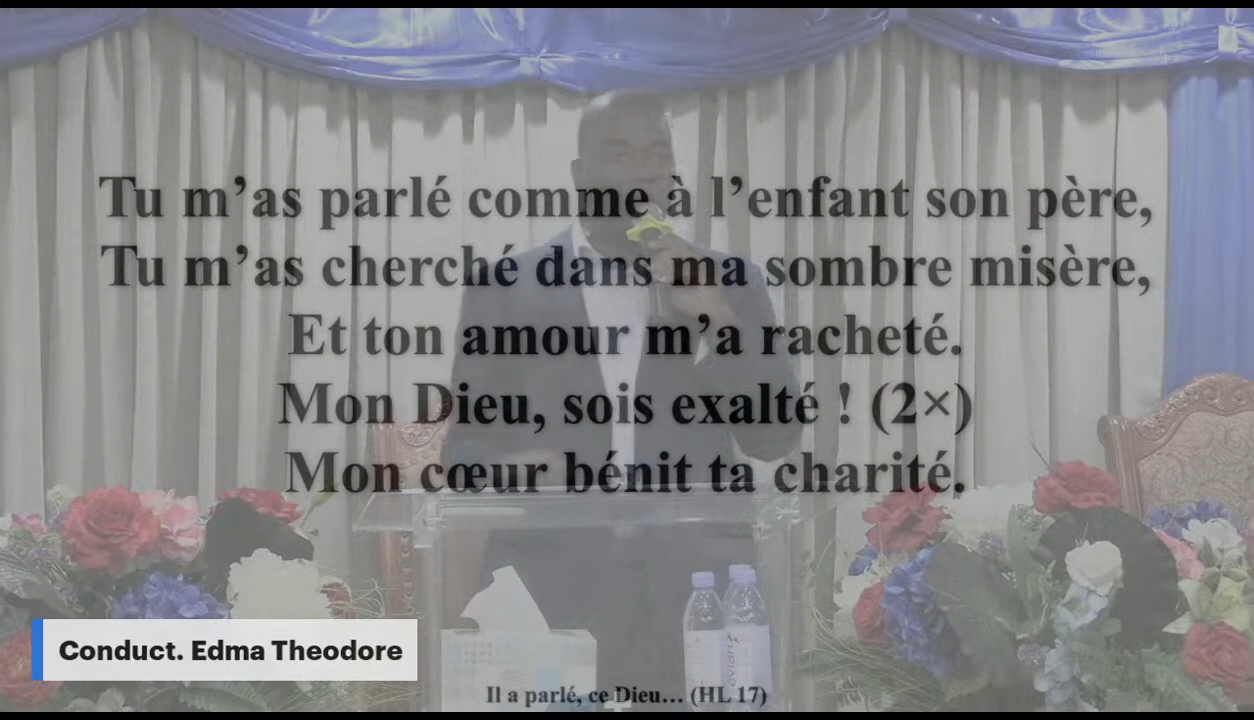 Tu m’as parlé comme à l’enfant son père,
Tu m’as cherché dans ma sombre misère,
Et ton amour m’a racheté.
Mon Dieu, sois exalté ! (2×)
Mon cœur bénit ta charité.
evian
Conduct. Edma Theodore
Il a parlé, ce Dieu... (HL 17)